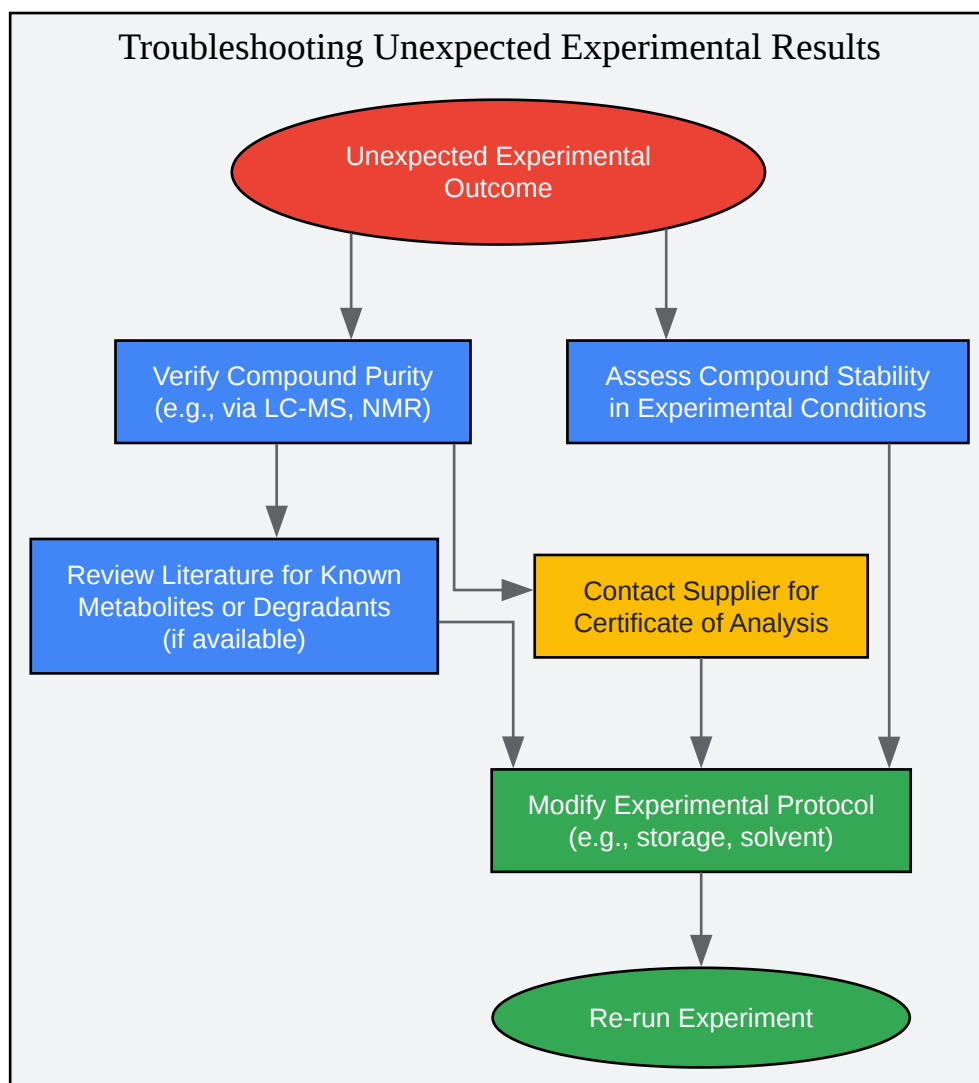 Troubleshooting Unexpected Experimental Results
Unexpected Experimental
Outcome
Verify Compound Purity
(e.g., via LC-MS, NMR)
Assess Compound Stability
in Experimental Conditions
Review Literature for Known
Metabolites or Degradants
(if available)
Contact Supplier for
Certificate of Analysis
Modify Experimental Protocol
(e.g., storage, solvent)
Re-run Experiment